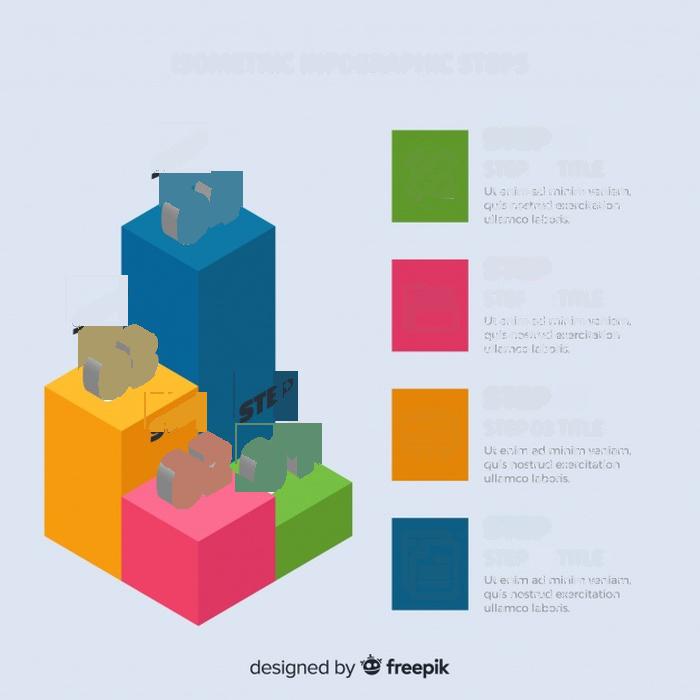 ISOMETRIC INFOGRAPHIC STEPS
STEP
STEP TITLE
Ut enim ad minim veniam,
quis nostrud exercitation
ullamco laboris.
STEP
STEP TITLE
Ut enim ad minim veniam,
quis nostrud exercitation
ullamco laboris.
STEP
STEP
STEP 03 TITLE
Ut enim ad minim veniam,
quis nostrud exercitation
ullamco laboris.
STEP
STEP TITLE
Ut enim ad minim veniam,
quis nostrud exercitation
ullamco laboris.
designed by freepik